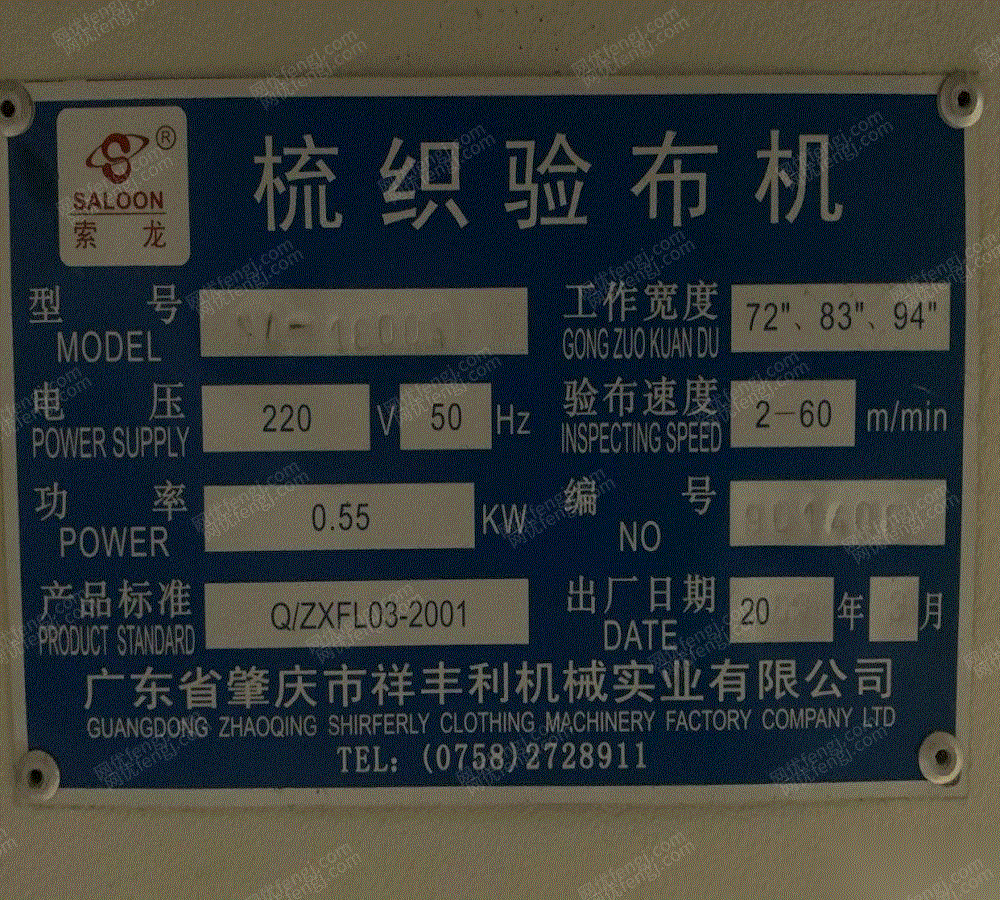 SALOON®
索龙
梳织验布机
型号 工作宽度 72"、83"、94"
MODEL GONG ZUO KUAN DU
电压 220 V 50 Hz 验布速度 2-60 m/min
POWER SUPPLY INSPECTING SPEED
功率 0.55 KW 编号
POWER NO
产品标准 Q/ZXFL03-2001 出厂日期 20 年 月
PRODUCT STANDARD DATE
广东省肇庆市祥丰利机械实业有限公司
GUANGDONG ZHAOQING SHIRFERLY CLOTHING MACHINERY FACTORY COMPANY LTD
TEL: (0758)2728911